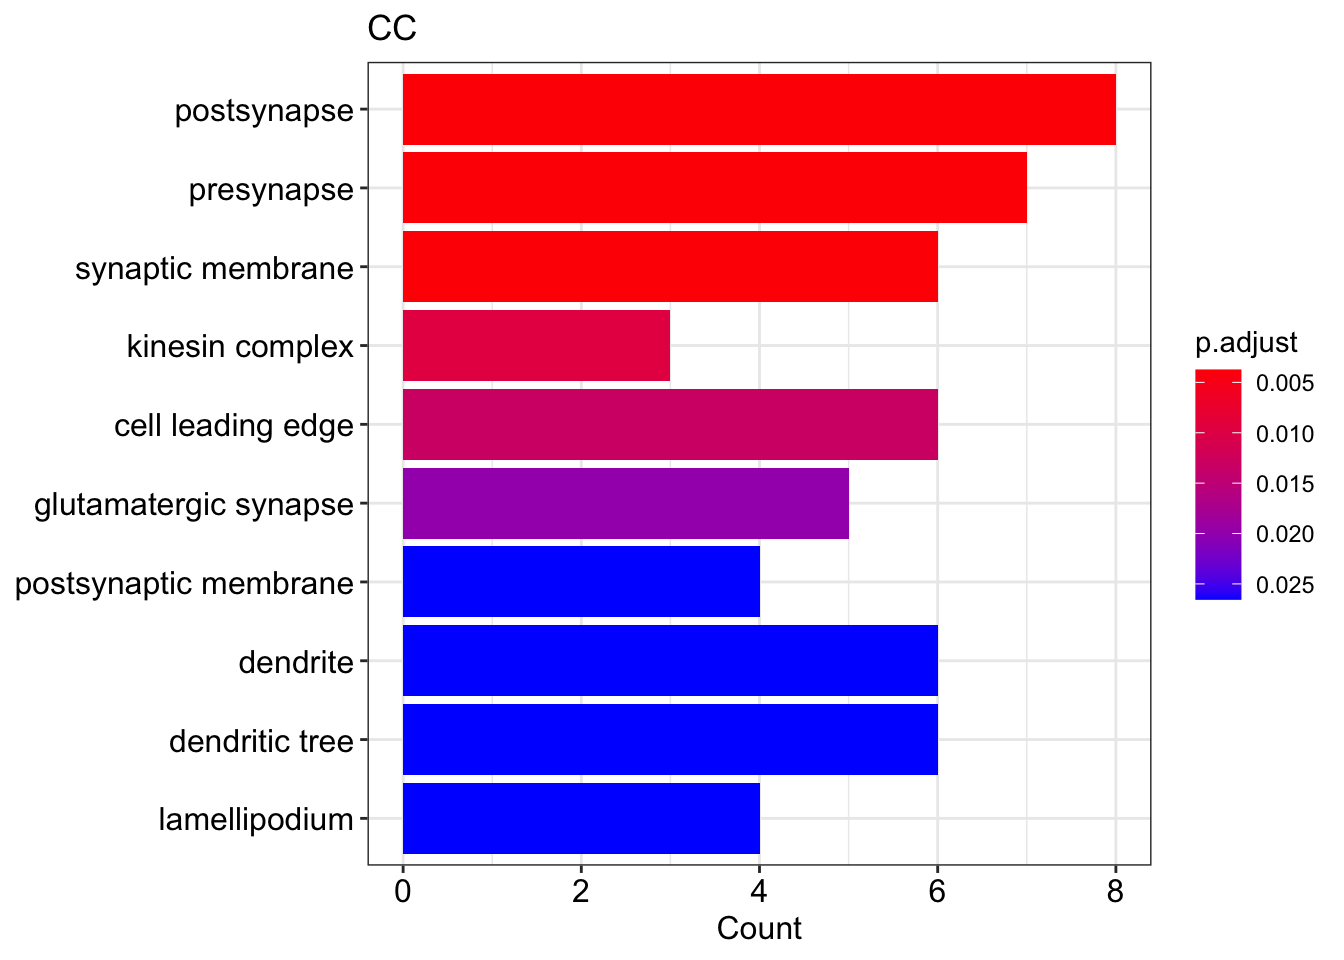 CC
postsynapse
presynapse
synaptic membrane
kinesin complex
cell leading edge
glutamatergic synapse
postsynaptic membrane
dendrite
dendritic tree
lamellipodium
0 2 4 6 8
Count
p.adjust
0.005
0.010
0.015
0.020
0.025